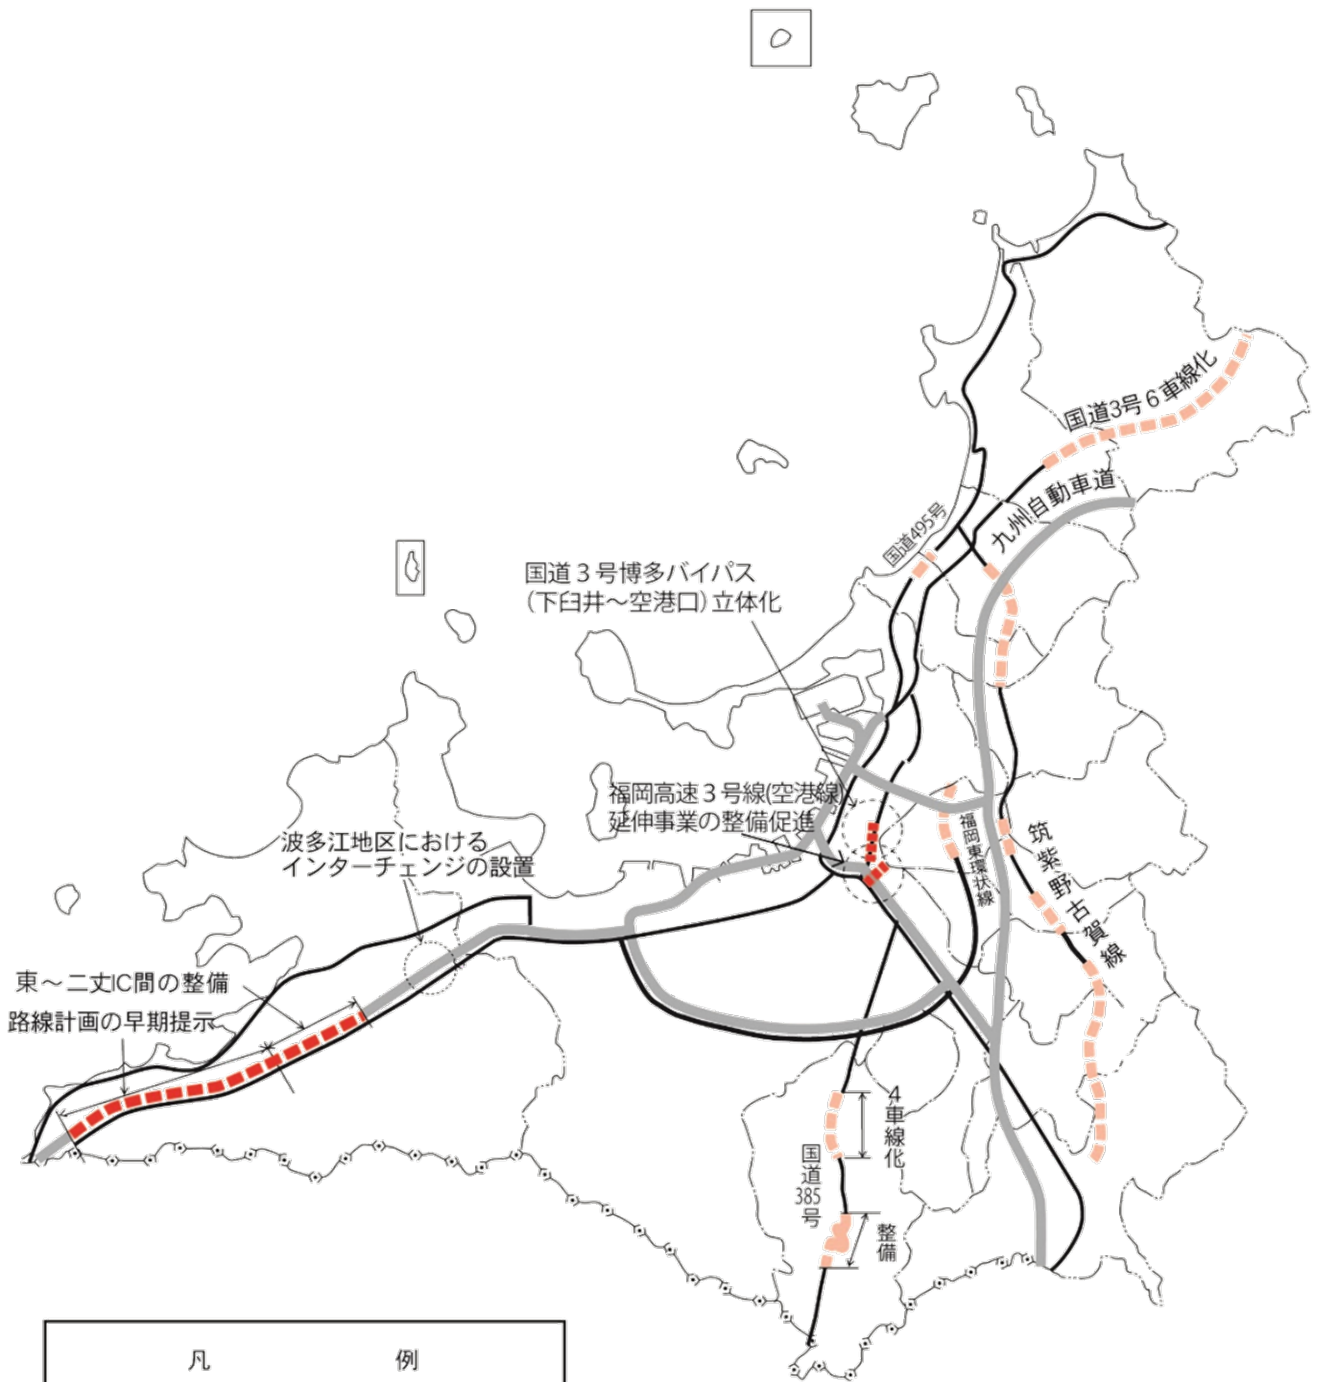 国道3号6車線化
九州自動車道
国道495号
国道3号博多バイパス
(下臼井～空港口)立体化
福岡高速3号線(空港線)
延伸事業の整備促進
福岡東環状線
筑紫野古賀線
波多江地区における
インターチェンジの設置
東～二丈IC間の整備
路線計画の早期提示
4車線化
国道385号
整備
凡例